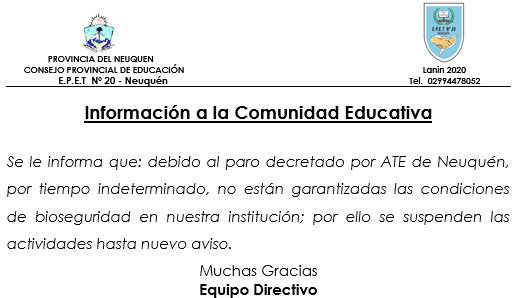 PROVINCIA DEL NEUQUEN
CONSEJO PROVINCIAL DE EDUCACIÓN
E.P.E.T Nº 20 - Neuquén
E.P.E.T. Nº 20
Lanin 2020
Tel. 02994478052
Información a la Comunidad Educativa
Se le informa que: debido al paro decretado por ATE de Neuquén,
por tiempo indeterminado, no están garantizadas las condiciones
de bioseguridad en nuestra institución; por ello se suspenden las
actividades hasta nuevo aviso.
Muchas Gracias
Equipo Directivo